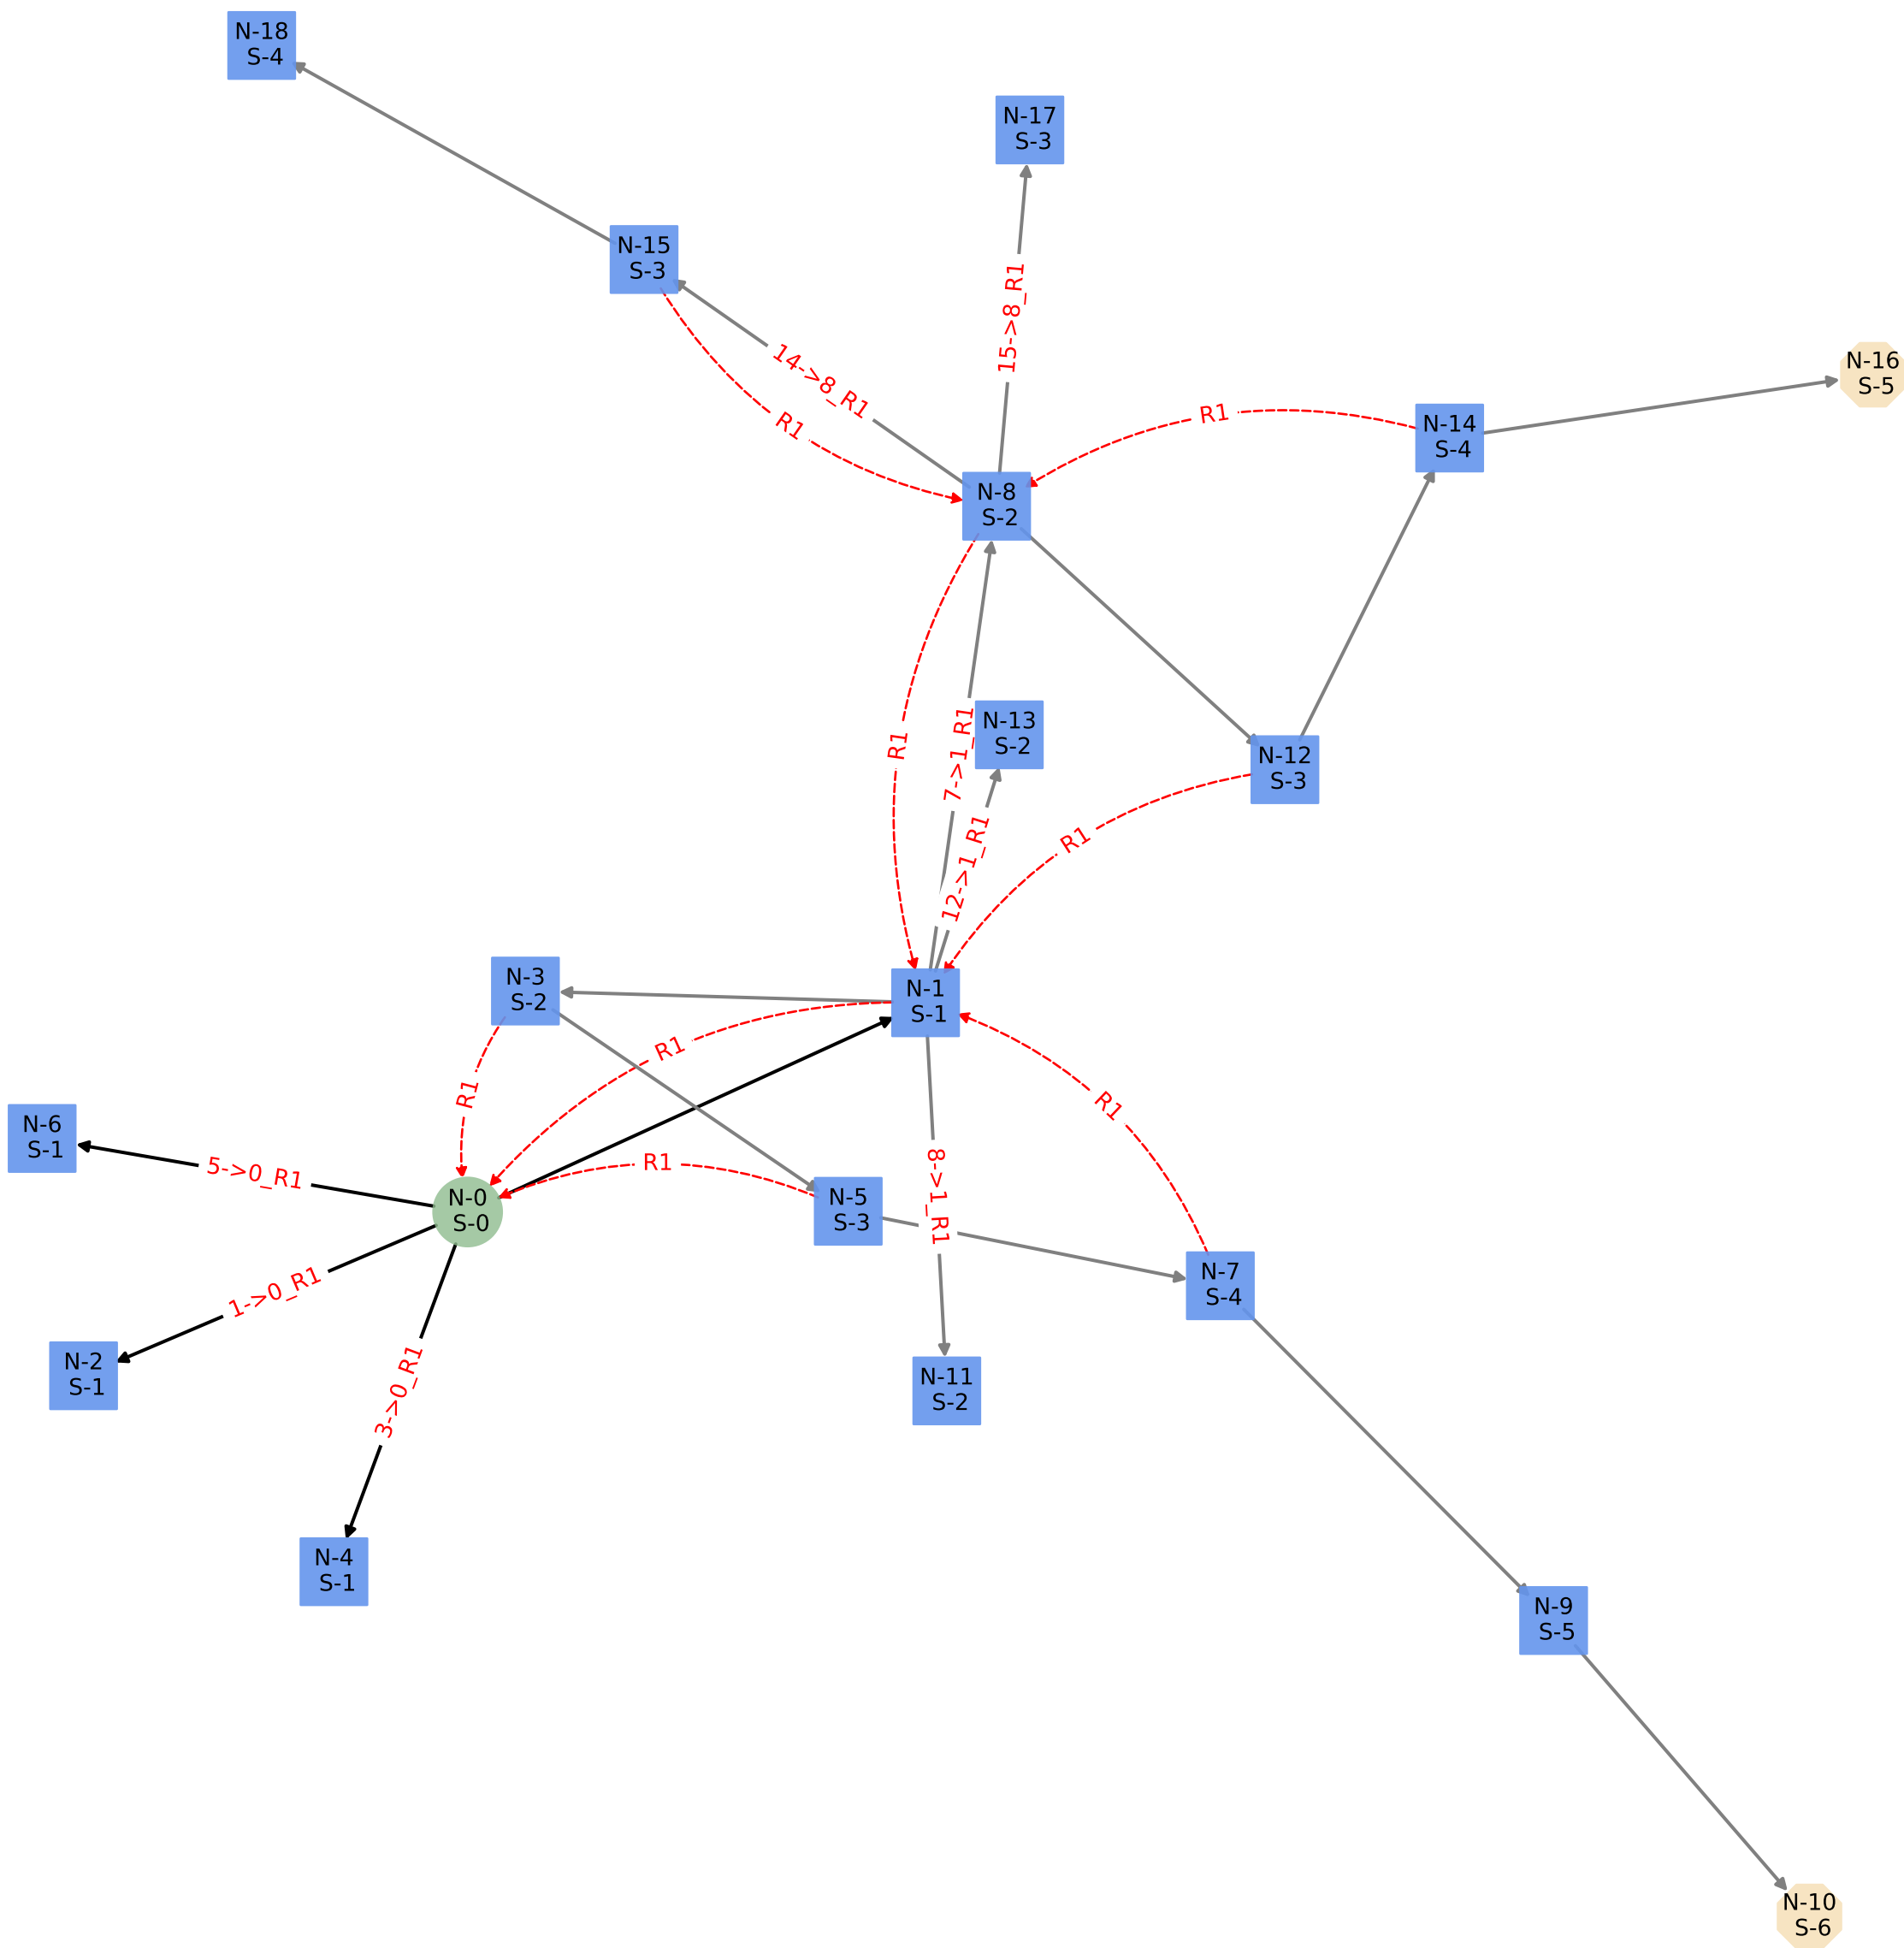 N-18
S-4
N-17
S-3
N-15
S-3
15->8_R1
14->8_R1
N-16
S-5
R1
R1
N-14
S-4
N-8
S-2
R1
7->1_R1
N-13
S-2
N-12
S-3
R1
12->1_R1
N-3
S-2
N-1
S-1
R1
R1
R1
N-6
S-1
5->0_R1
N-0
S-0
R1
N-5
S-3
8->1_R1
1->0_R1
N-7
S-4
N-2
S-1
3->0_R1
N-11
S-2
N-4
S-1
N-9
S-5
N-10
S-6